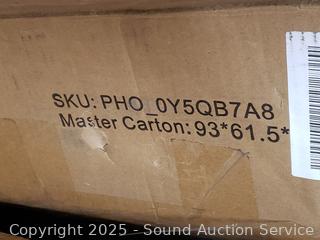 SKU: PHO_0Y5QB7A8
Master Carton: 93*61.5*
Copyright 2025 - Sound Auction Service